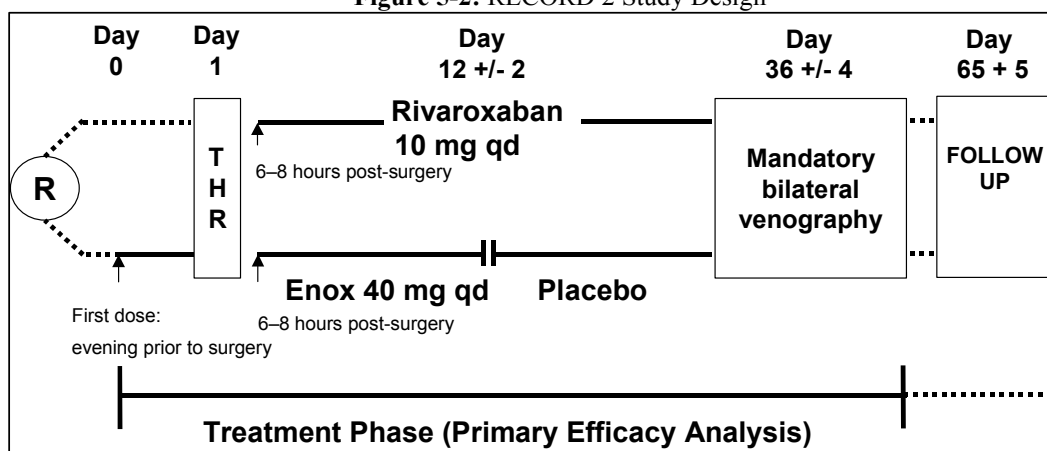 Figure 3-2: RECORD 2 Study Design
Day
0
Day
1
Day
12 +/- 2
Day
36 +/- 4
Day
65 + 5
R
T
H
R
Rivaroxaban
10 mg qd
6–8 hours post-surgery
Mandatory
bilateral
venography
FOLLOW
UP
Enox 40 mg qd
Placebo
First dose:
evening prior to surgery
6–8 hours post-surgery
Treatment Phase (Primary Efficacy Analysis)